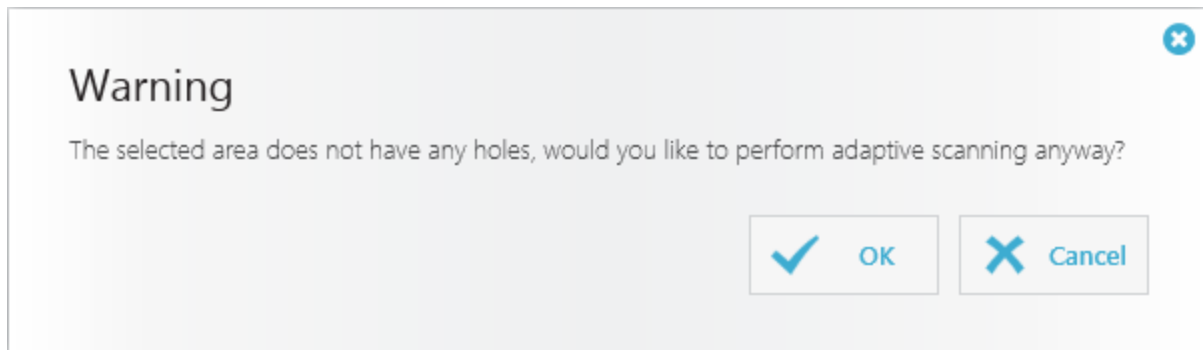 Warning
The selected area does not have any holes, would you like to perform adaptive scanning anyway?
OK
Cancel